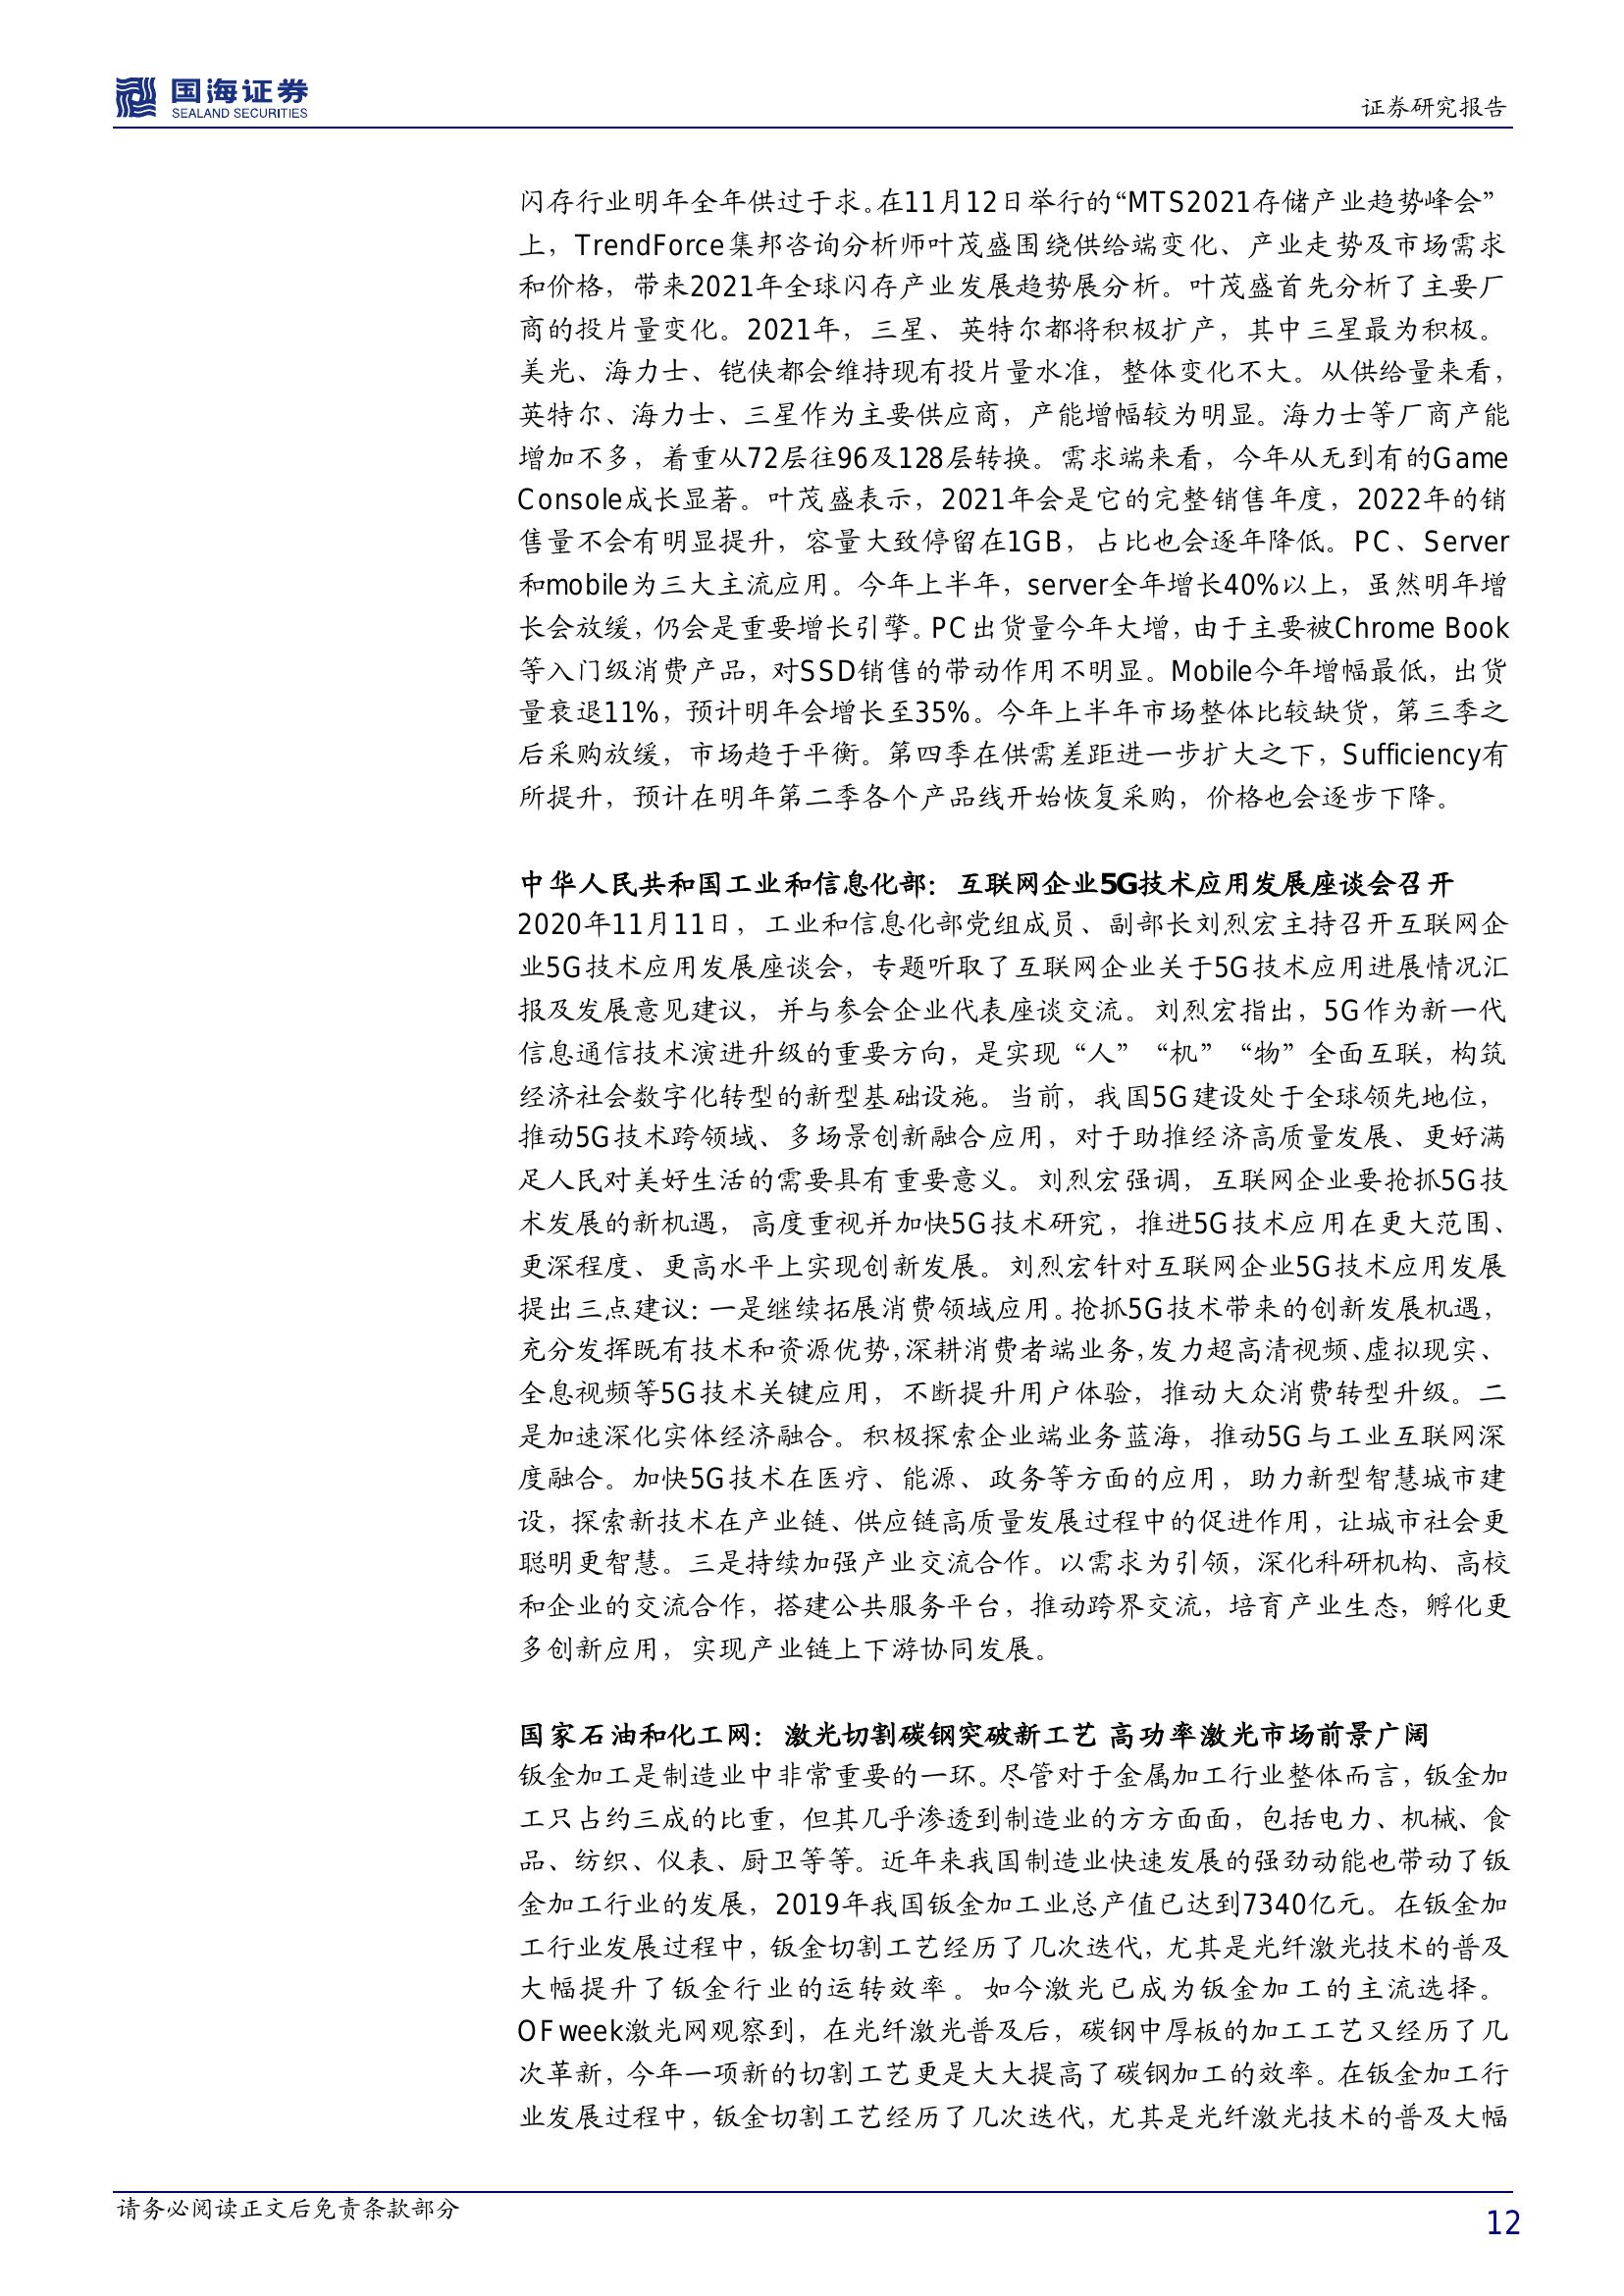 国海证券
SEALAND SECURITIES
证券研究报告
闪存行业明年全年供过于求。在11月12日举行的“MTS2021存储产业趋势峰会”
上，TrendForce集邦咨询分析师叶茂盛围绕供给端变化、产业走势及市场需求
和价格，带来2021年全球闪存产业发展趋势展分析。叶茂盛首先分析了主要厂
商的投片量变化。2021年，三星、英特尔都将积极扩产，其中三星最为积极。
美光、海力士、铠侠都会维持现有投片量水准，整体变化不大。从供给量来看，
英特尔、海力士、三星作为主要供应商，产能增幅较为明显。海力士等厂商产能
增加不多，着重从72层往96及128层转换。需求端来看，今年从无到有的Game
Console成长显著。叶茂盛表示，2021年会是它的完整销售年度，2022年的销
售量不会有明显提升，容量大致停留在1GB，占比也会逐年降低。PC、Server
和mobile为三大主流应用。今年上半年，server全年增长40%以上，虽然明年增
长会放缓，仍会是重要增长引擎。PC出货量今年大增，由于主要被Chrome Book
等入门级消费产品，对SSD销售的带动作用不明显。Mobile今年增幅最低，出货
量衰退11%，预计明年会增长至35%。今年上半年市场整体比较缺货，第三季之
后采购放缓，市场趋于平衡。第四季在供需差距进一步扩大之下，Sufficiency有
所提升，预计在明年第二季各个产品线开始恢复采购，价格也会逐步下降。
中华人民共和国工业和信息化部：互联网企业5G技术应用发展座谈会召开
2020年11月11日，工业和信息化部党组成员、副部长刘烈宏主持召开互联网企
业5G技术应用发展座谈会，专题听取了互联网企业关于5G技术应用进展情况汇
报及发展意见建议，并与参会企业代表座谈交流。刘烈宏指出，5G作为新一代
信息通信技术演进升级的重要方向，是实现“人”“机”“物”全面互联，构筑
经济社会数字化转型的新型基础设施。当前，我国5G建设处于全球领先地位，
推动5G技术跨领域、多场景创新融合应用，对于助推经济高质量发展、更好满
足人民对美好生活的需要具有重要意义。刘烈宏强调，互联网企业要抢抓5G技
术发展的新机遇，高度重视并加快5G技术研究，推进5G技术应用在更大范围、
更深程度、更高水平上实现创新发展。刘烈宏针对互联网企业5G技术应用发展
提出三点建议：一是继续拓展消费领域应用。抢抓5G技术带来的创新发展机遇，
充分发挥既有技术和资源优势，深耕消费者端业务，发力超高清视频、虚拟现实、
全息视频等5G技术关键应用，不断提升用户体验，推动大众消费转型升级。二
是加速深化实体经济融合。积极探索企业端业务蓝海，推动5G与工业互联网深
度融合。加快5G技术在医疗、能源、政务等方面的应用，助力新型智慧城市建
设，探索新技术在产业链、供应链高质量发展过程中的促进作用，让城市社会更
聪明更智慧。三是持续加强产业交流合作。以需求为引领，深化科研机构、高校
和企业的交流合作，搭建公共服务平台，推动跨界交流，培育产业生态，孵化更
多创新应用，实现产业链上下游协同发展。
国家石油和化工网：激光切割碳钢突破新工艺 高功率激光市场前景广阔
钣金加工是制造业中非常重要的一环。尽管对于金属加工行业整体而言，钣金加
工只占约三成的比重，但其几乎渗透到制造业的方方面面，包括电力、机械、食
品、纺织、仪表、厨卫等等。近年来我国制造业快速发展的强劲动能也带动了钣
金加工行业的发展，2019年我国钣金加工业总产值已达到7340亿元。在钣金加
工行业发展过程中，钣金切割工艺经历了几次迭代，尤其是光纤激光技术的普及
大幅提升了钣金行业的运转效率。如今激光已成为钣金加工的主流选择。
OFweek激光网观察到，在光纤激光普及后，碳钢中厚板的加工工艺又经历了几
次革新，今年一项新的切割工艺更是大大提高了碳钢加工的效率。在钣金加工行
业发展过程中，钣金切割工艺经历了几次迭代，尤其是光纤激光技术的普及大幅
请务必阅读正文后免责条款部分
12